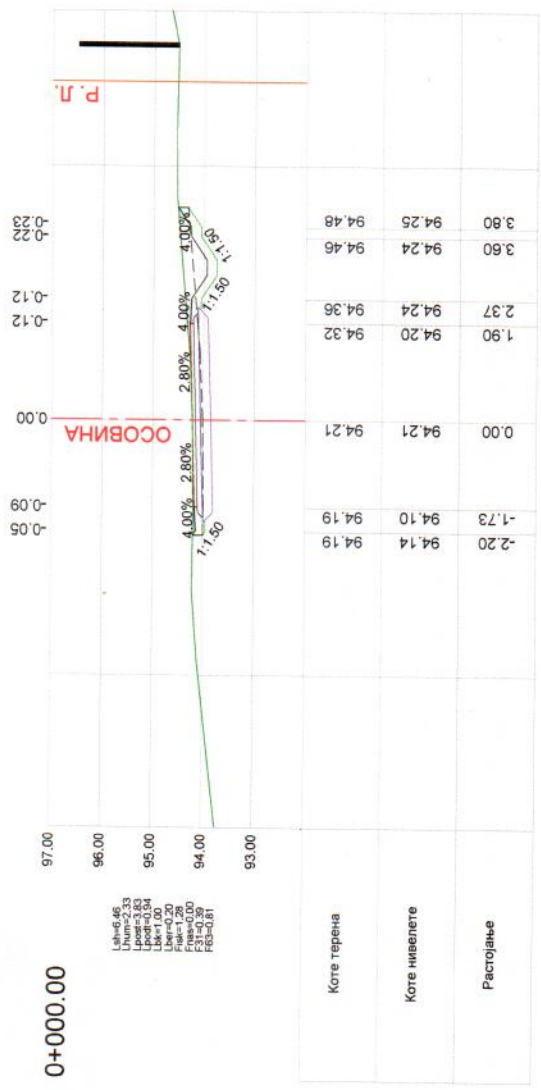 0+000.00
Lsh=6.46
Lhum=2.33
Lpost=3.83
Lpodt=0.94
Lbk=1.00
Lber=0.20
Fisk=1.28
Fnas=0.00
F31=0.39
F63=0.81
97.00
96.00
95.00
94.00
93.00
-0.05
-0.09
0.00
-0.12
-0.12
-0.22
-0.23
ОСОВИНА
Р. Л.
4.00%
2.80%
2.80%
4.00%
4.00%
1:1.50
1:1.50
1:1.50
Коте терена
94.19
94.19
94.21
94.32
94.36
94.46
94.48
Коте нивелете
94.14
94.10
94.21
94.20
94.24
94.24
94.25
Растојање
-2.20
-1.73
0.00
1.90
2.37
3.60
3.80